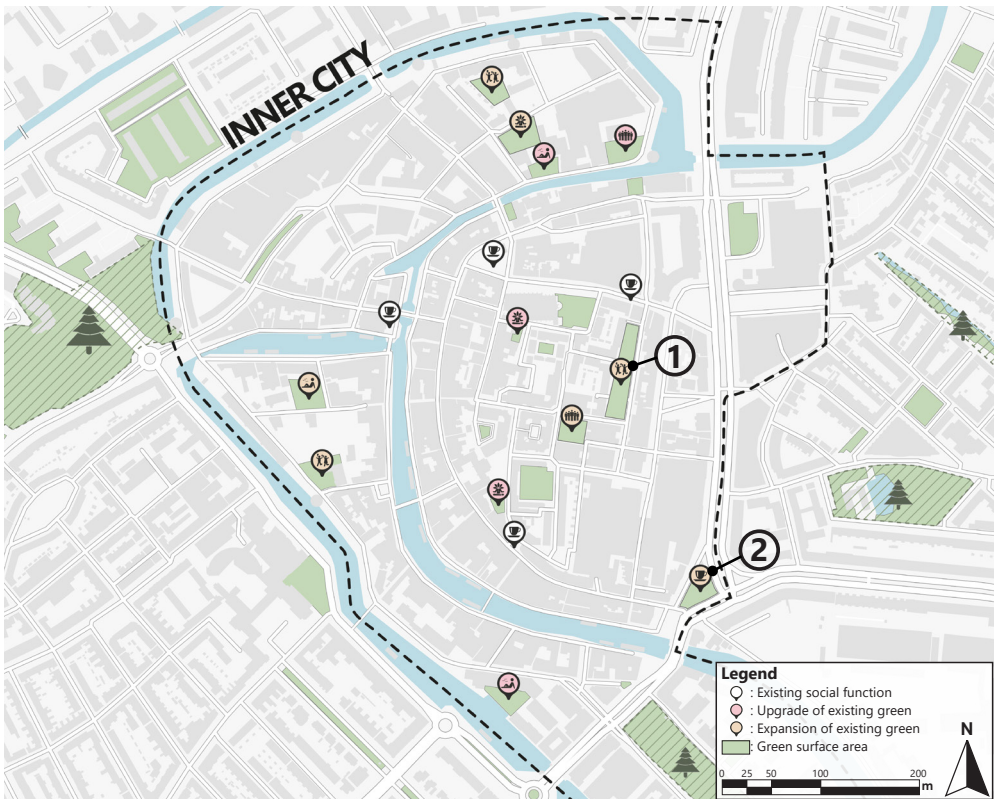 INNER CITY
1
2
Legend
: Existing social function
: Upgrade of existing green
: Expansion of existing green
: Green surface area
N
0 25 50 100 200
m